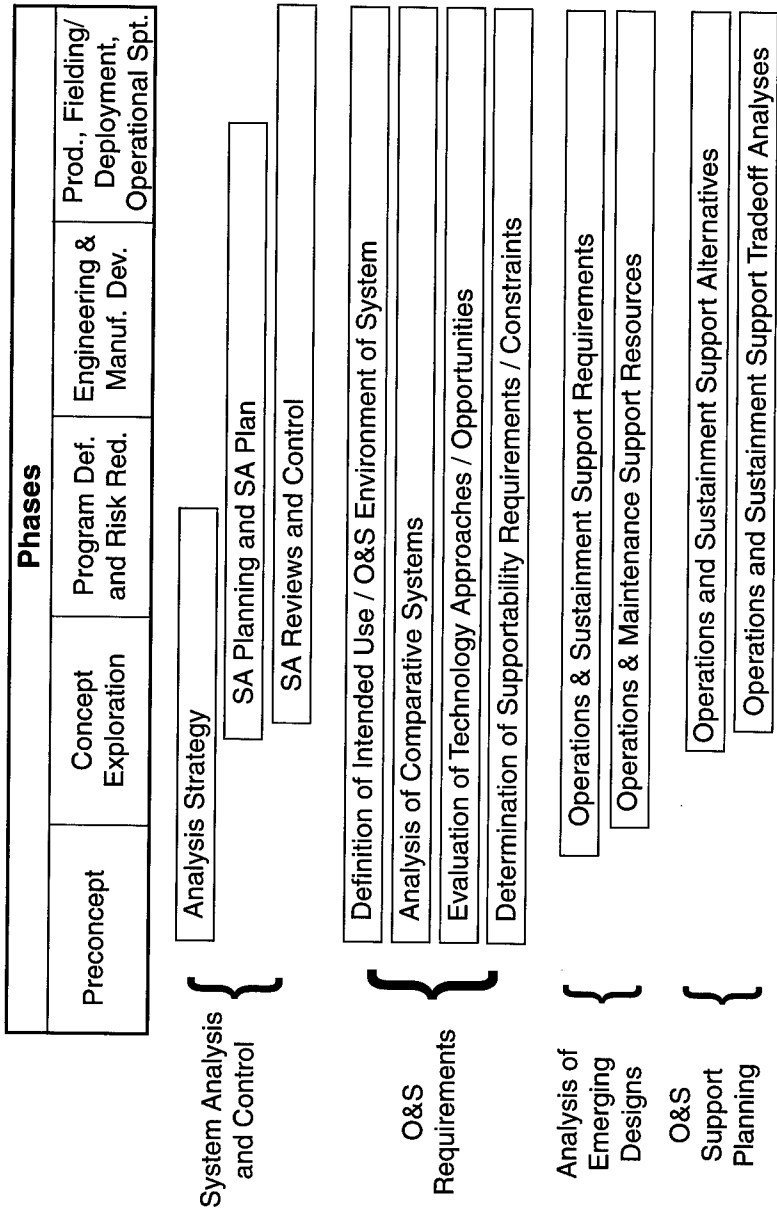 Phases
Preconcept
Concept
Exploration
Program Def.
and Risk Red.
Engineering &
Manuf. Dev.
Prod., Fielding/
Deployment,
Operational Spt.
System Analysis
and Control
Analysis Strategy
SA Planning and SA Plan
SA Reviews and Control
O&S
Requirements
Definition of Intended Use / O&S Environment of System
Analysis of Comparative Systems
Evaluation of Technology Approaches / Opportunities
Determination of Supportability Requirements / Constraints
Analysis of
Emerging
Designs
Operations & Sustainment Support Requirements
Operations & Maintenance Support Resources
O&S
Support
Planning
Operations and Sustainment Support Alternatives
Operations and Sustainment Support Tradeoff Analyses